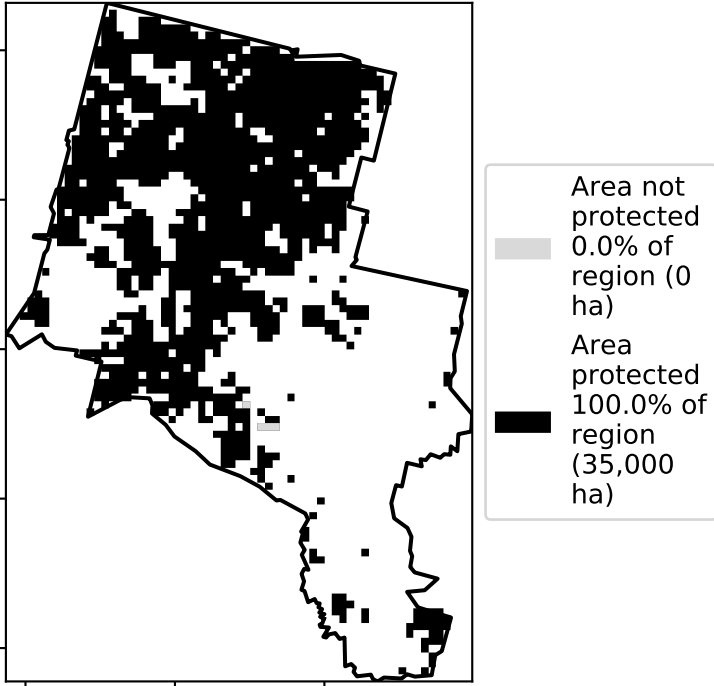 Area not
protected
0.0% of
region (0
ha)
Area
protected
100.0% of
region
(35,000
ha)